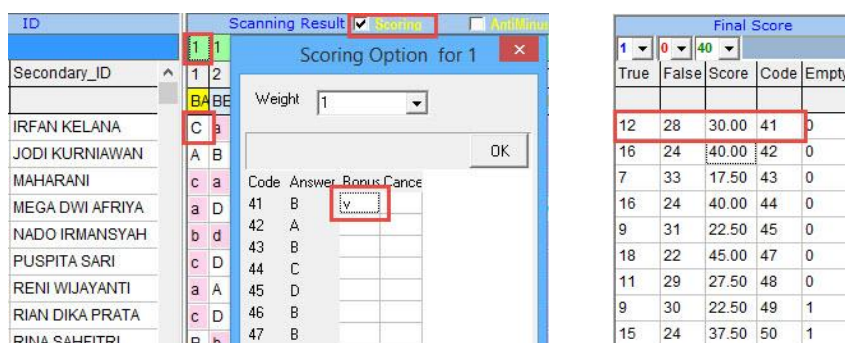 ID
Scanning Result Scoring AntiMinus
1 1
Secondary_ID 1 2
BA BE
IRFAN KELANA C a
JODI KURNIAWAN A B
MAHARANI c a
MEGA DWI AFRIYA a D
NADO IRMANSYAH b d
PUSPITA SARI c D
RENI WIJAYANTI a A
RIAN DIKA PRATA c D
RINA SAHFITRI B b
Scoring Option for 1
Weight 1
OK
Code Answer Bonus Cance
41 B v
42 A
43 B
44 C
45 D
46 B
47 B
Final Score
1 0 40
True False Score Code Empty
12 28 30.00 41 0
16 24 40.00 42 0
7 33 17.50 43 0
16 24 40.00 44 0
9 31 22.50 45 0
18 22 45.00 47 0
11 29 27.50 48 0
9 30 22.50 49 1
15 24 37.50 50 1